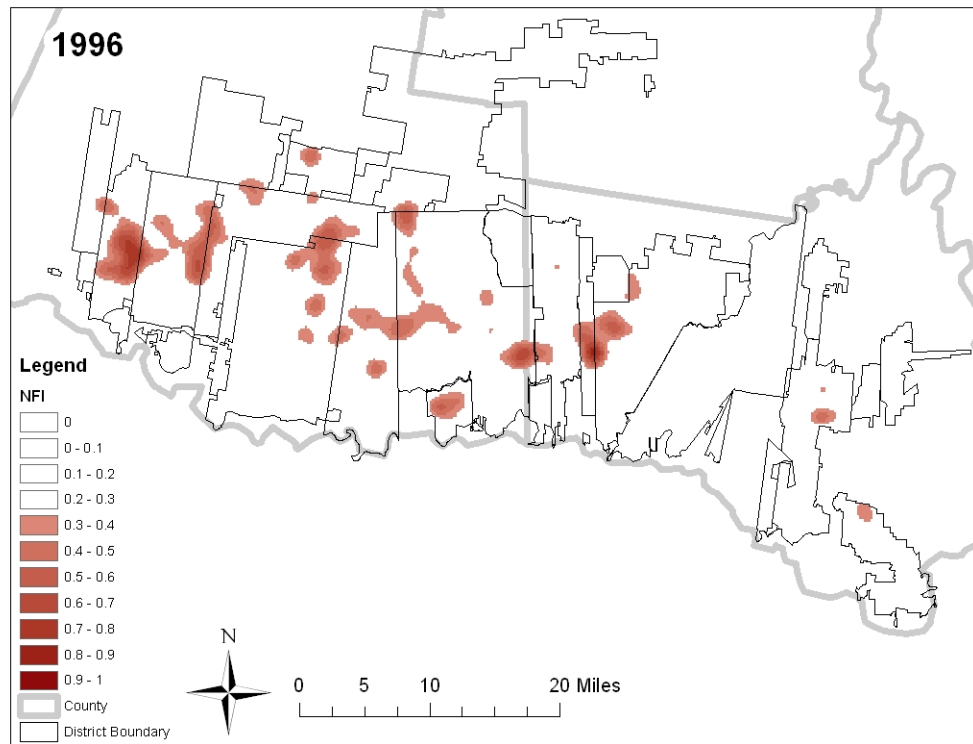 1996
Legend
NFI
0
0 - 0.1
0.1 - 0.2
0.2 - 0.3
0.3 - 0.4
0.4 - 0.5
0.5 - 0.6
0.6 - 0.7
0.7 - 0.8
0.8 - 0.9
0.9 - 1
County
District Boundary
N
0 5 10 20 Miles